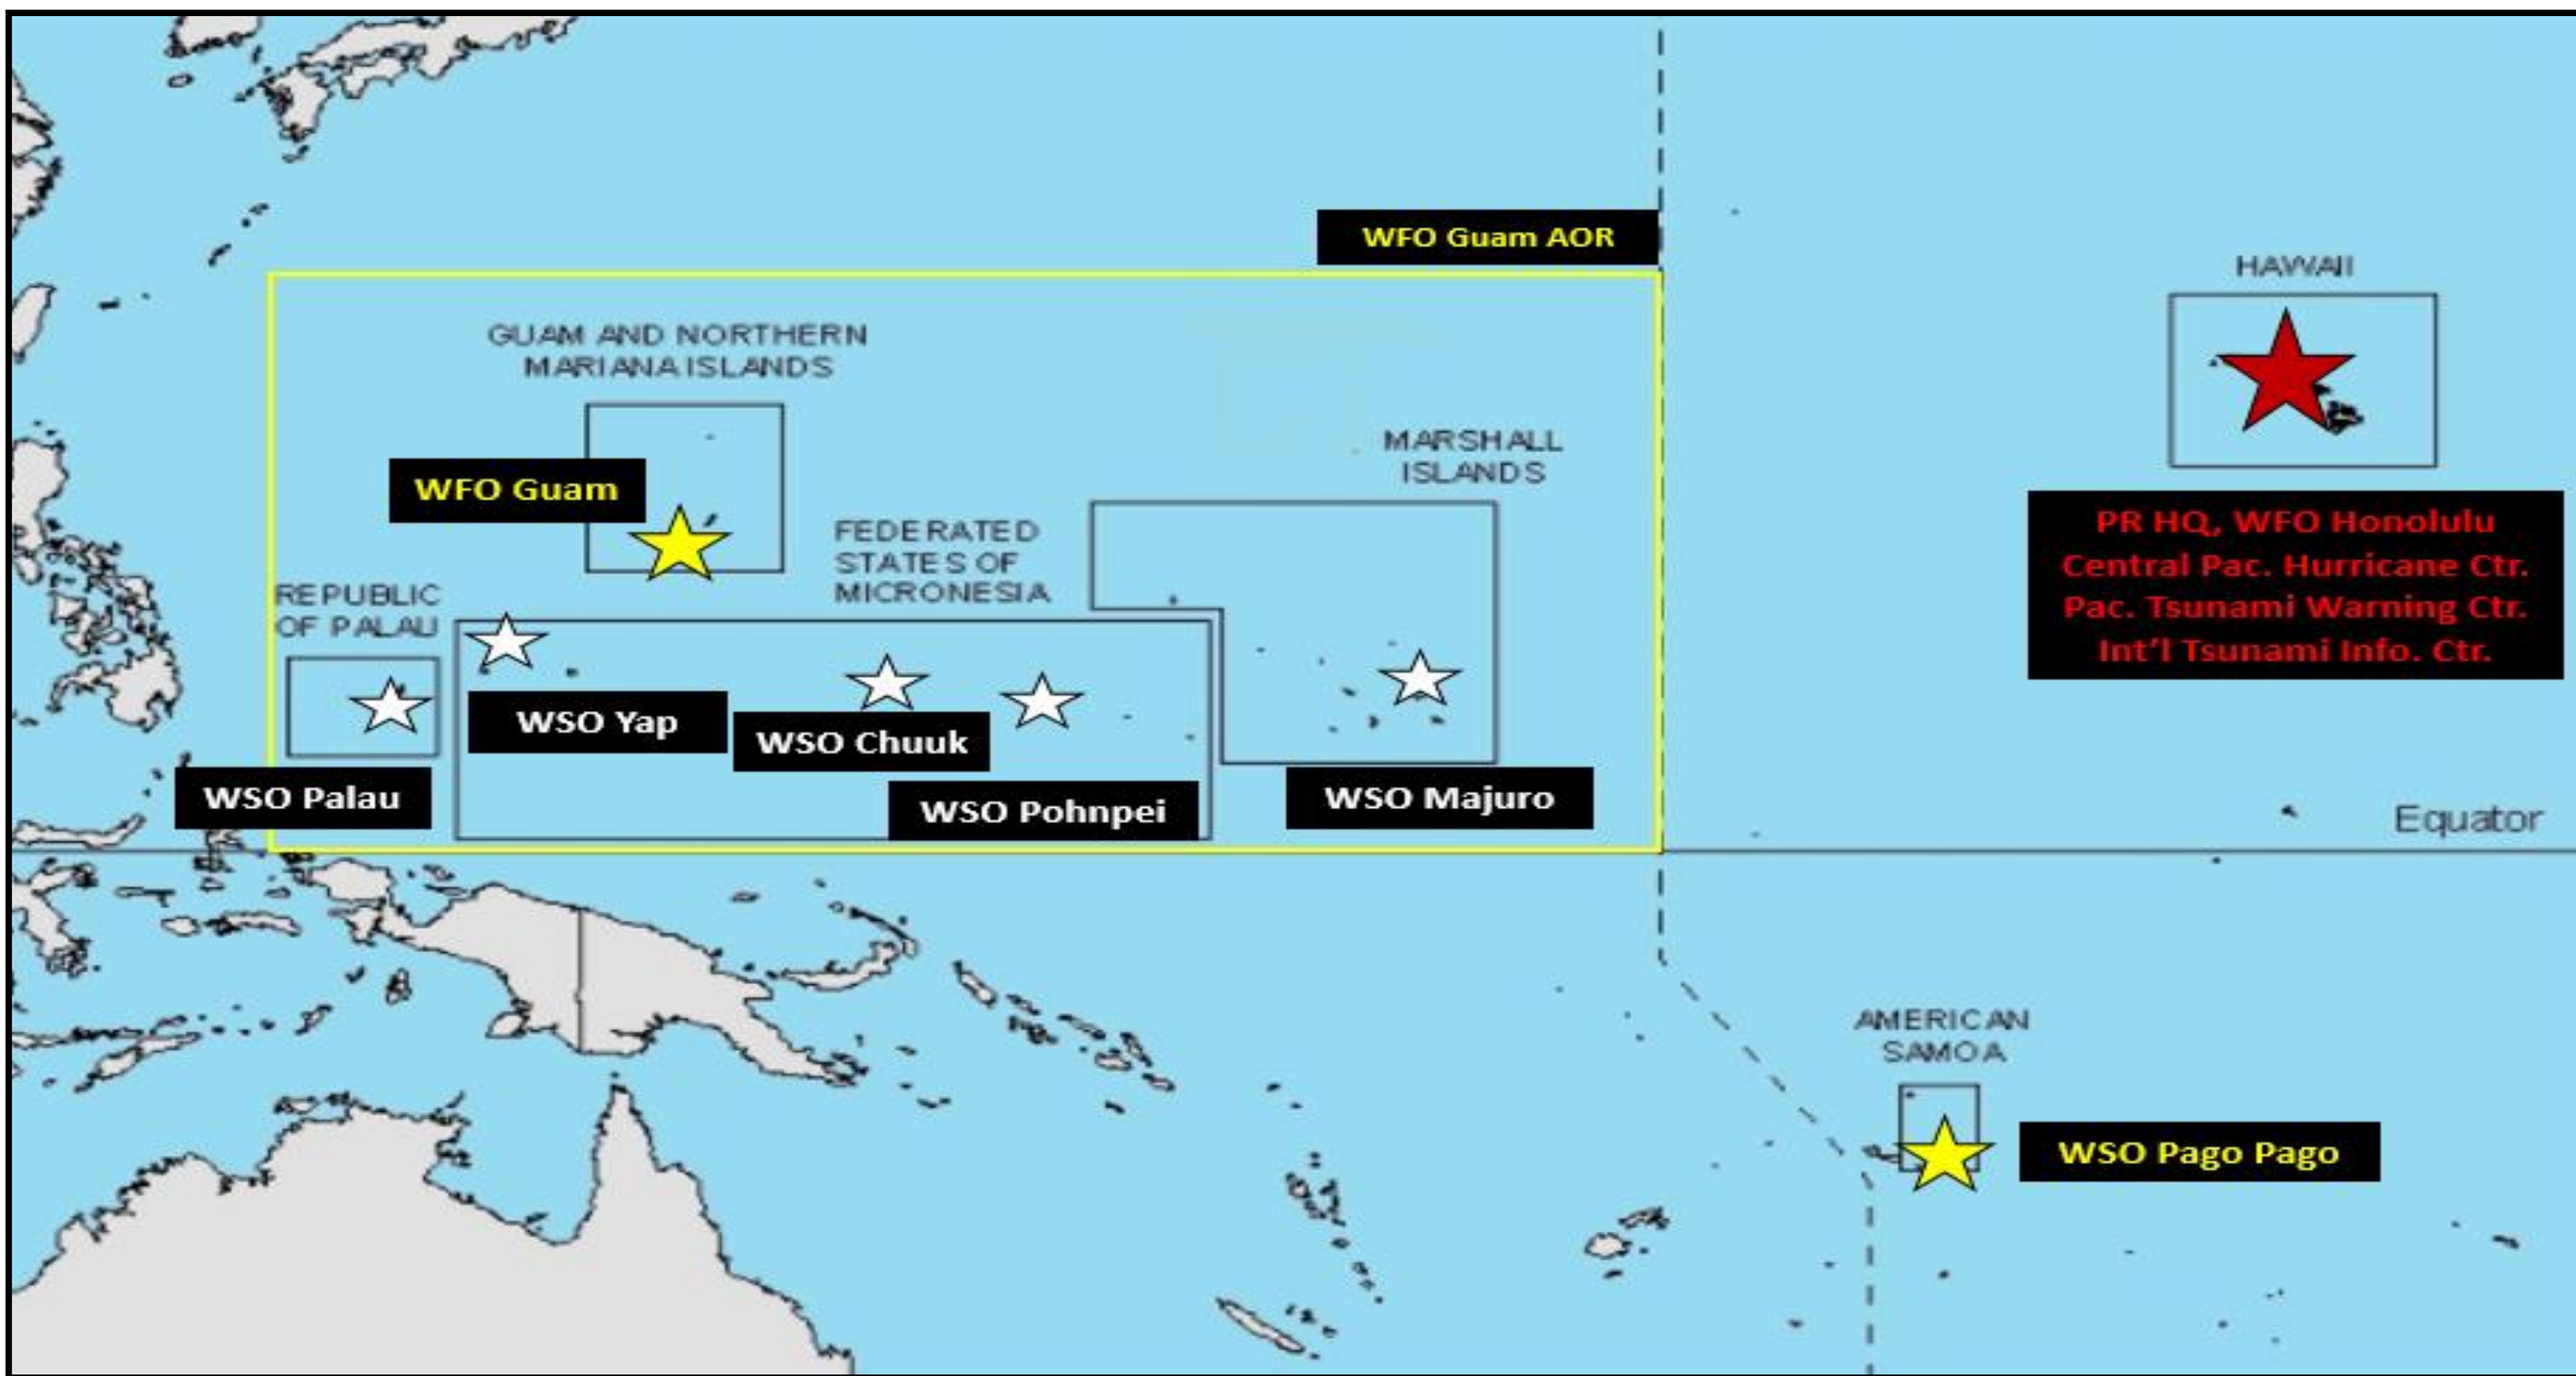 WFO Guam AOR
HAWAII
GUAM AND NORTHERN
MARIANA ISLANDS
MARSHALL
ISLANDS
WFO Guam
PR HQ, WFO Honolulu
Central Pac. Hurricane Ctr.
Pac. Tsunami Warning Ctr.
Int'l Tsunami Info. Ctr.
FEDERATED
STATES OF
MICRONESIA
REPUBLIC
OF PALAU
WSO Yap
WSO Chuuk
WSO Palau
WSO Pohnpei
WSO Majuro
Equator
AMERICAN
SAMOA
WSO Pago Pago